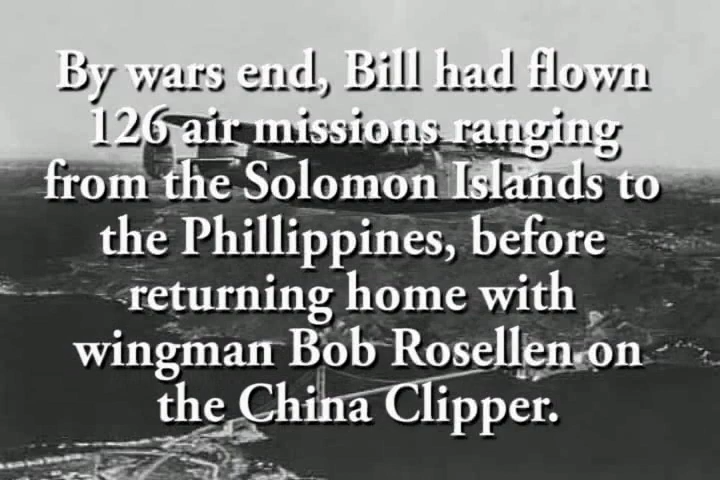 By wars end, Bill had flown
126 air missions ranging
from the Solomon Islands to
the Phillippines, before
returning home with
wingman Bob Rosellen on
the China Clipper.